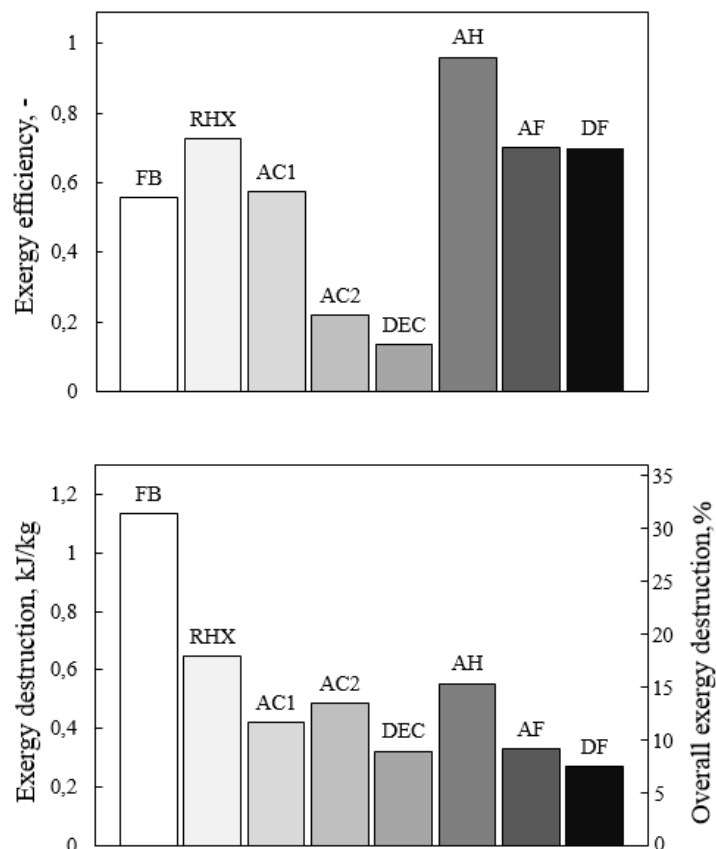 Exergy efficiency, -
1
0,8
0,6
0,4
0,2
0
FB
RHX
AC1
AC2
DEC
AH
AF
DF
Exergy destruction, kJ/kg
1,2
1
0,8
0,6
0,4
0,2
0
FB
RHX
AC1
AC2
DEC
AH
AF
DF
35
30
25
20
15
10
5
0
Overall exergy destruction,%